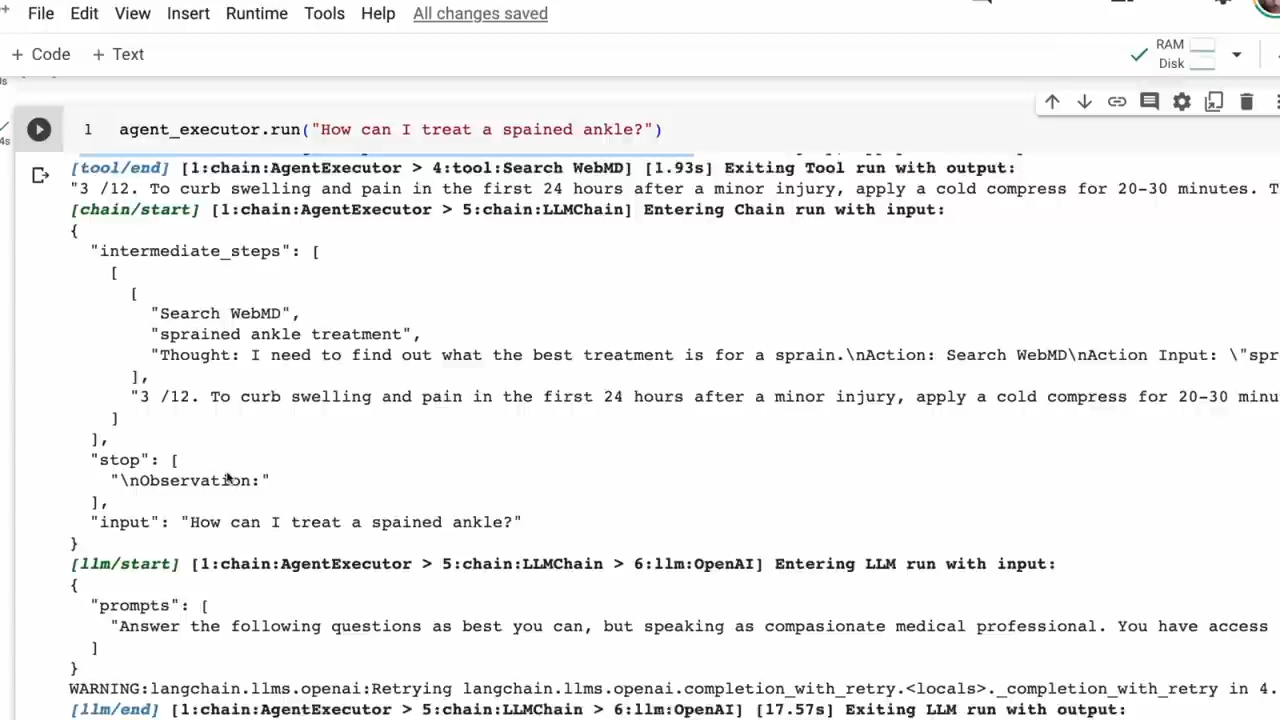 File Edit View Insert Runtime Tools Help All changes saved
+ Code + Text
RAM
Disk
1 agent_executor.run("How can I treat a spained ankle?")
[tool/end] [1:chain:AgentExecutor > 4:tool:Search WebMD] [1.93s] Exiting Tool run with output:
"3 /12. To curb swelling and pain in the first 24 hours after a minor injury, apply a cold compress for 20-30 minutes.
[chain/start] [1:chain:AgentExecutor > 5:chain:LLMChain] Entering Chain run with input:
{
"intermediate_steps": [
[
[
"Search WebMD",
"sprained ankle treatment",
"Thought: I need to find out what the best treatment is for a sprain.\nAction: Search WebMD\nAction Input: \"spr
],
"3 /12. To curb swelling and pain in the first 24 hours after a minor injury, apply a cold compress for 20-30 minu
]
],
"stop": [
"\nObservation:"
],
"input": "How can I treat a spained ankle?"
}
[llm/start] [1:chain:AgentExecutor > 5:chain:LLMChain > 6:llm:OpenAI] Entering LLM run with input:
{
"prompts": [
"Answer the following questions as best you can, but speaking as compasionate medical professional. You have access
]
}
WARNING:langchain.llms.openai:Retrying langchain.llms.openai.completion_with_retry.<locals>._completion_with_retry in 4.
[llm/end] [1:chain:AgentExecutor > 5:chain:LLMChain > 6:llm:OpenAI] [17.57s] Exiting LLM run with output: